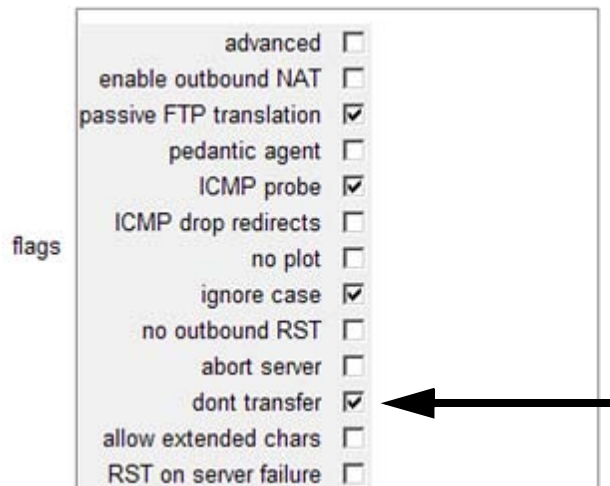 advanced
enable outbound NAT
passive FTP translation
pedantic agent
ICMP probe
ICMP drop redirects
flags
no plot
ignore case
no outbound RST
abort server
dont transfer
allow extended chars
RST on server failure